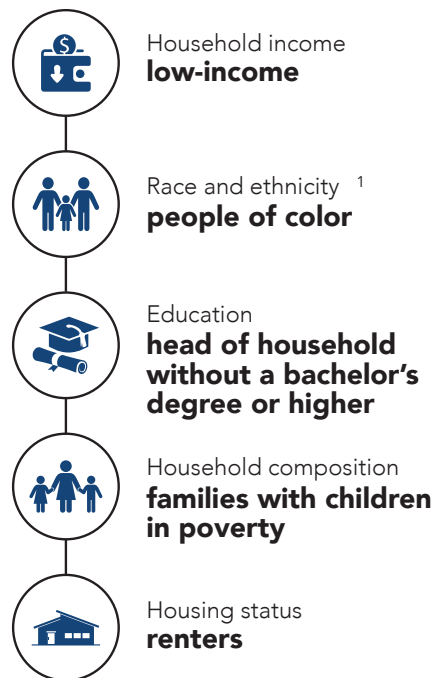 $
Household income
low-income
Race and ethnicity 1
people of color
Education
head of household
without a bachelor's
degree or higher
Household composition
families with children
in poverty
Housing status
renters